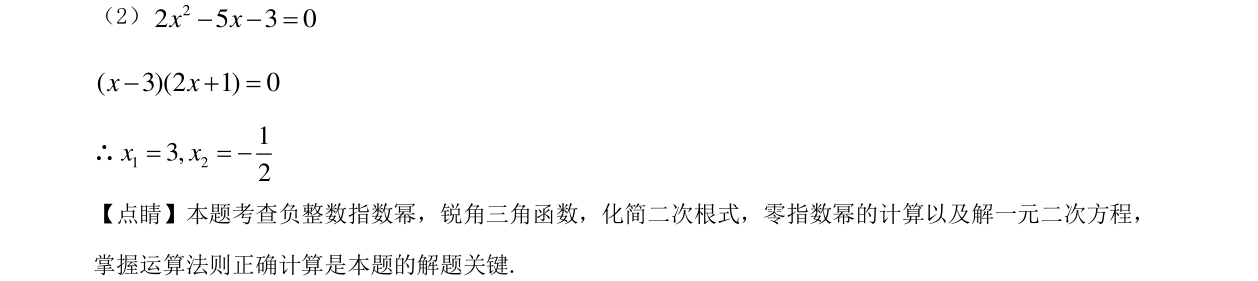 （2）2x²－5x－3＝0
(x－3)(2x＋1)＝0
∴ x₁＝3, x₂＝－1/2
【点睛】本题考查负整数指数幂，锐角三角函数，化简二次根式，零指数幂的计算以及解一元二次方程，
掌握运算法则正确计算是本题的解题关键.